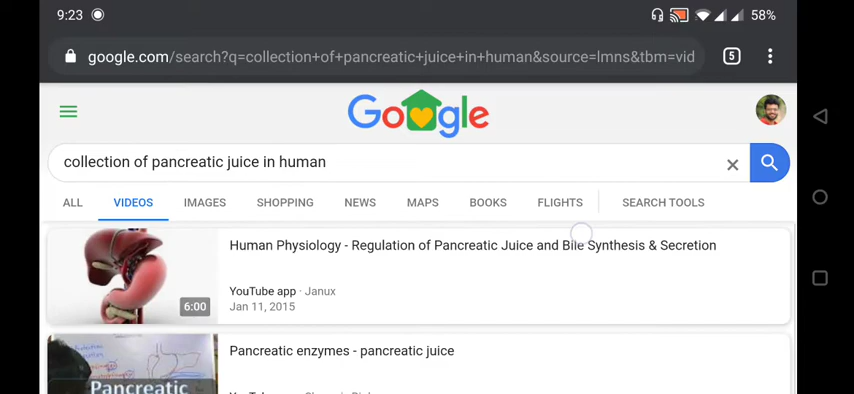 9:23
58%
google.com/search?q=collection+of+pancreatic+juice+in+human&source=lmns&tbm=vid
5
Google
collection of pancreatic juice in human
ALL VIDEOS IMAGES SHOPPING NEWS MAPS BOOKS FLIGHTS SEARCH TOOLS
Human Physiology - Regulation of Pancreatic Juice and Bile Synthesis & Secretion
YouTube app · Janux
6:00
Jan 11, 2015
Pancreatic enzymes - pancreatic juice
Pancreatic